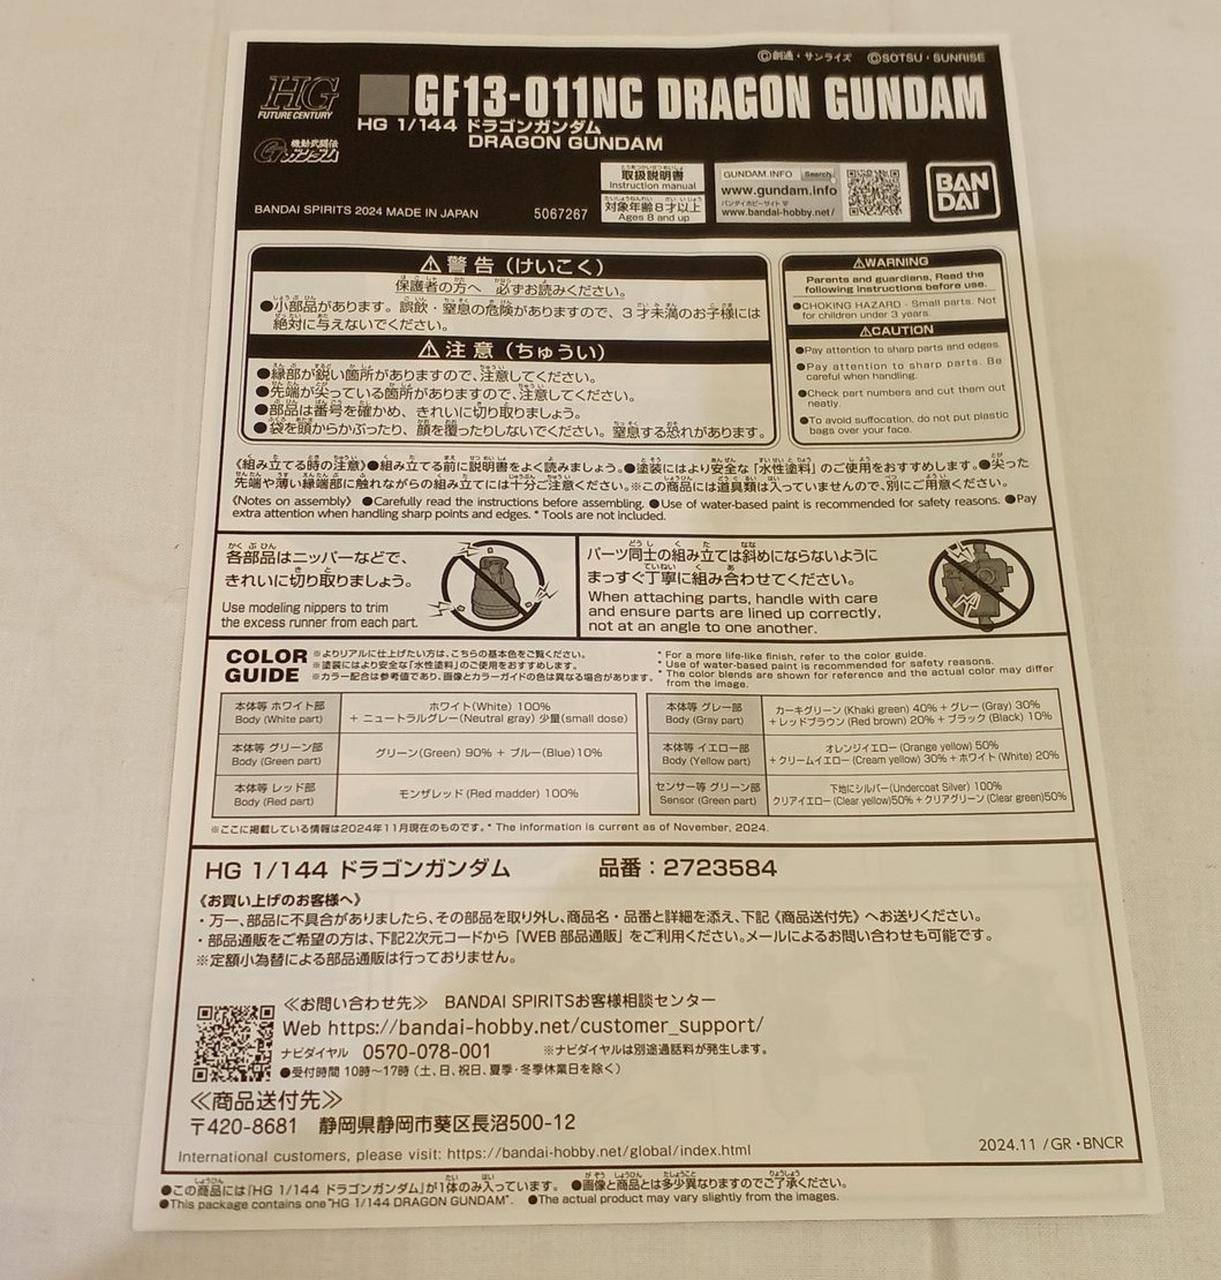 ©創通・サンライズ ©SOTSU・SUNRISE
HG
FUTURE CENTURY
GF13-011NC DRAGON GUNDAM
HG 1/144 ドラゴンガンダム
DRAGON GUNDAM
機動武闘伝
Gガンダム
取扱説明書
Instruction manual
対象年齢8才以上
Ages 8 and up
GUNDAM.INFO Search
www.gundam.info
バンダイホビーサイト
www.bandai-hobby.net/
BAN
DAI
BANDAI SPIRITS 2024 MADE IN JAPAN 5067267
⚠警告(けいこく)
保護者の方へ 必ずお読みください。
●小部品があります。誤飲・窒息の危険がありますので、3才未満のお子様には
絶対に与えないでください。
⚠注意(ちゅうい)
●縁部が鋭い箇所がありますので、注意してください。
●先端が尖っている箇所がありますので、注意してください。
●部品は番号を確かめ、きれいに切り取りましょう。
●袋を頭からかぶったり、顔を覆ったりしないでください。窒息する恐れがあります。
⚠WARNING
Parents and guardians, Read the
following instructions before use.
●CHOKING HAZARD - Small parts. Not
for children under 3 years.
⚠CAUTION
●Pay attention to sharp parts and edges.
●Pay attention to sharp parts. Be
careful when handling.
●Check part numbers and cut them out
neatly.
●To avoid suffocation, do not put plastic
bags over your face.
《組み立てる時の注意》●組み立てる前に説明書をよく読みましょう。●塗装にはより安全な「水性塗料」のご使用をおすすめします。●尖った
先端や薄い縁端部に触れながらの組み立てには十分ご注意ください。※この商品には道具類は入っていませんので、別にご用意ください。
《Notes on assembly》 ●Carefully read the instructions before assembling. ●Use of water-based paint is recommended for safety reasons. ●Pay
extra attention when handling sharp points and edges. * Tools are not included.
各部品はニッパーなどで、
きれいに切り取りましょう。
Use modeling nippers to trim
the excess runner from each part.
パーツ同士の組み立ては斜めにならないように
まっすぐ丁寧に組み合わせてください。
When attaching parts, handle with care
and ensure parts are lined up correctly,
not at an angle to one another.
COLOR
GUIDE
※よりリアルに仕上げたい方は、こちらの基本色をご覧ください。
※塗装にはより安全な「水性塗料」のご使用をおすすめします。
※カラー配合は参考値であり、画像とカラーガイドの色は異なる場合があります。
* For a more life-like finish, refer to the color guide.
* Use of water-based paint is recommended for safety reasons.
* The color blends are shown for reference and the actual color may differ
from the image.
本体等 ホワイト部
Body (White part)
ホワイト(White) 100%
+ ニュートラルグレー(Neutral gray) 少量(small dose)
本体等 グリーン部
Body (Green part)
グリーン(Green) 90% + ブルー(Blue)10%
本体等 レッド部
Body (Red part)
モンザレッド(Red madder) 100%
本体等 グレー部
Body (Gray part)
カーキグリーン (Khaki green) 40% + グレー (Gray) 30%
+ レッドブラウン (Red brown) 20% + ブラック (Black) 10%
本体等 イエロー部
Body (Yellow part)
オレンジイエロー (Orange yellow) 50%
+ クリームイエロー (Cream yellow) 30% + ホワイト (White) 20%
センサー等 グリーン部
Sensor (Green part)
下地にシルバー(Undercoat Silver) 100%
クリアイエロー (Clear yellow)50% + クリアグリーン (Clear green)50%
※ここに掲載している情報は2024年11月現在のものです。* The information is current as of November, 2024.
HG 1/144 ドラゴンガンダム 品番:2723584
《お買い上げのお客様へ》
・万一、部品に不具合がありましたら、その部品を取り外し、商品名・品番と詳細を添え、下記《商品送付先》へお送りください。
・部品通販をご希望の方は、下記2次元コードから「WEB 部品通販」をご利用ください。メールによるお問い合わせも可能です。
※定額小為替による部品通販は行っておりません。
≪お問い合わせ先≫ BANDAI SPIRITSお客様相談センター
Web https://bandai-hobby.net/customer_support/
ナビダイヤル 0570-078-001 ※ナビダイヤルは別途通話料が発生します。
●受付時間 10時〜17時 (土、日、祝日、夏季・冬季休業日を除く)
≪商品送付先≫
〒420-8681 静岡県静岡市葵区長沼500-12
International customers, please visit: https://bandai-hobby.net/global/index.html
2024.11 /GR・BNCR
●この商品には「HG 1/144 ドラゴンガンダム」が1体のみ入っています。 ●画像と商品とは多少異なりますのでご了承ください。
●This package contains one "HG 1/144 DRAGON GUNDAM". ●The actual product may vary slightly from the images.